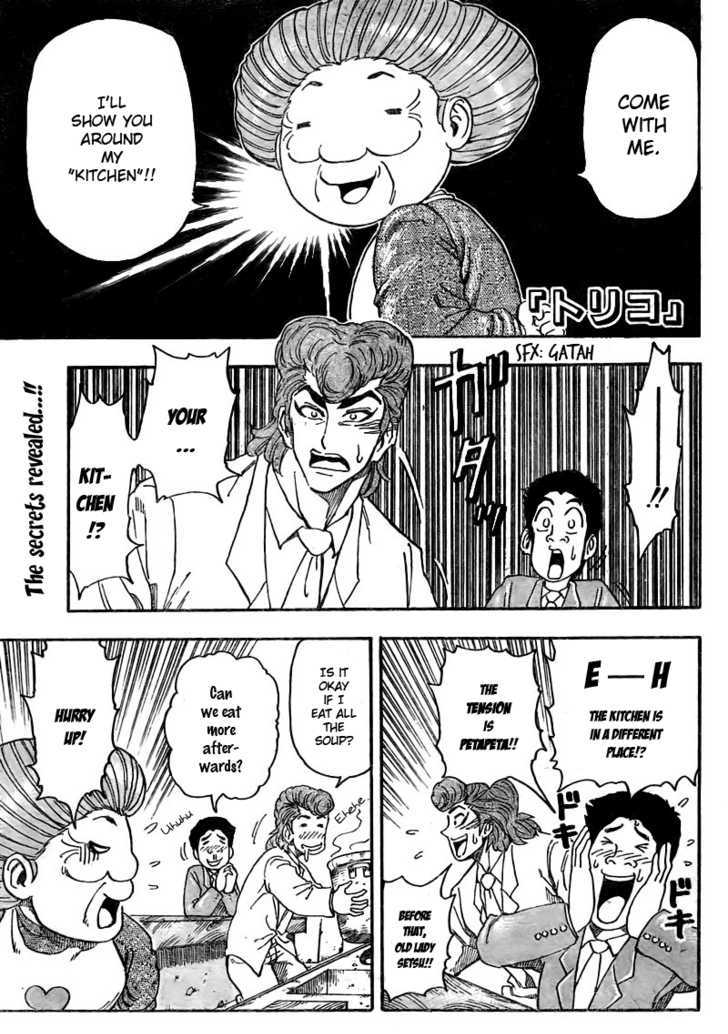 COME
WITH
ME.
I'LL
SHOW YOU
AROUND
MY
"KITCHEN"!!
『トリコ』
SFX: GATAH
ガタッ
!!
YOUR
...
KIT-
CHEN
!?
The secrets revealed...!!
E—H
THE KITCHEN IS
IN A DIFFERENT
PLACE!?
ドキ
ドキ
THE
TENSION
IS
PETAPETA!!
BEFORE
THAT,
OLD LADY
SETSU!!
IS IT
OKAY
IF I
EAT ALL
THE
SOUP?
Ehehe
Can
we eat
more
after-
wards?
Uhuhu
HURRY
UP!